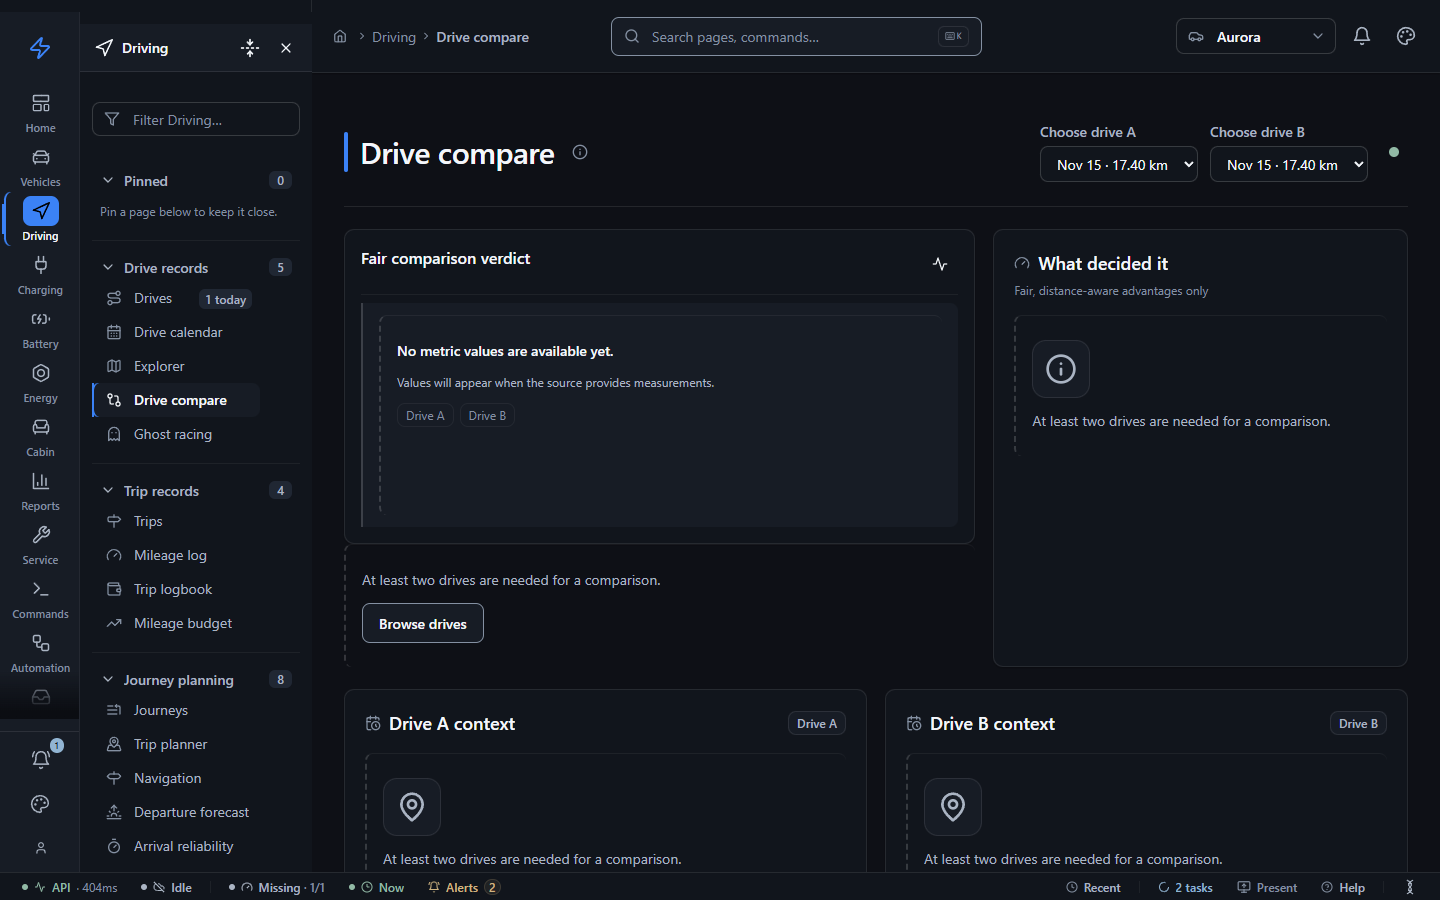 Home
Vehicles
Driving
Charging
Battery
Energy
Cabin
Reports
Service
Commands
Automation
1
Driving
Filter Driving...
Pinned 0
Pin a page below to keep it close.
Drive records 5
Drives 1 today
Drive calendar
Explorer
Drive compare
Ghost racing
Trip records 4
Trips
Mileage log
Trip logbook
Mileage budget
Journey planning 8
Journeys
Trip planner
Navigation
Departure forecast
Arrival reliability
Driving Drive compare
Search pages, commands... K
Aurora
Drive compare
Choose drive A
Nov 15 · 17.40 km
Choose drive B
Nov 15 · 17.40 km
Fair comparison verdict
No metric values are available yet.
Values will appear when the source provides measurements.
Drive A Drive B
At least two drives are needed for a comparison.
Browse drives
What decided it
Fair, distance-aware advantages only
At least two drives are needed for a comparison.
Drive A context Drive A
At least two drives are needed for a comparison.
Drive B context Drive B
At least two drives are needed for a comparison.
API · 404ms Idle Missing · 1/1 Now Alerts 2 Recent 2 tasks Present Help